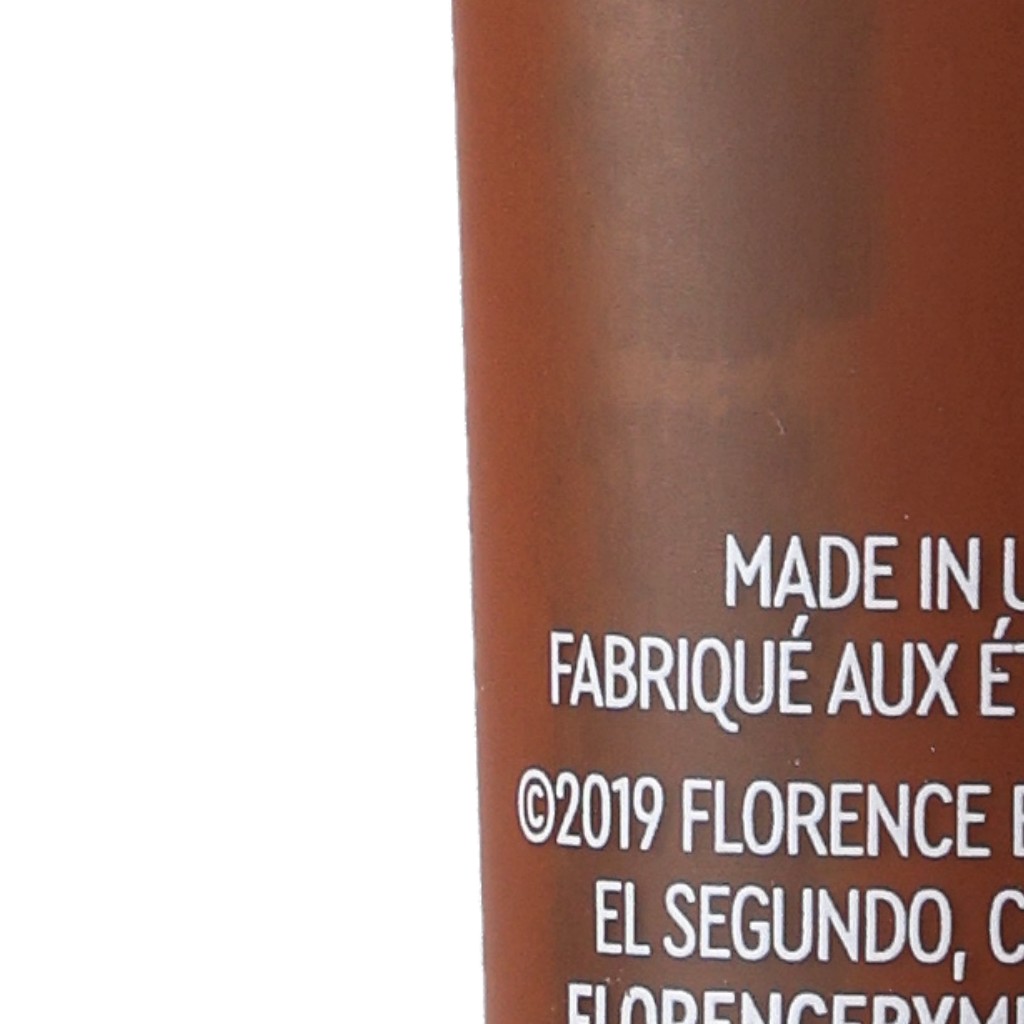 MADE IN
FABRIQUÉ AUX
©2019 FLORENCE
EL SEGUNDO,